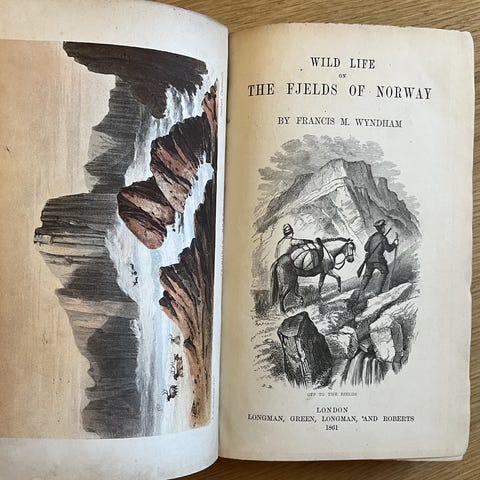 WILD LIFE
ON
THE FJELDS OF NORWAY
BY FRANCIS M. WYNDHAM
OFF TO THE FJELDS
LONDON
LONGMAN, GREEN, LONGMAN, AND ROBERTS
1861